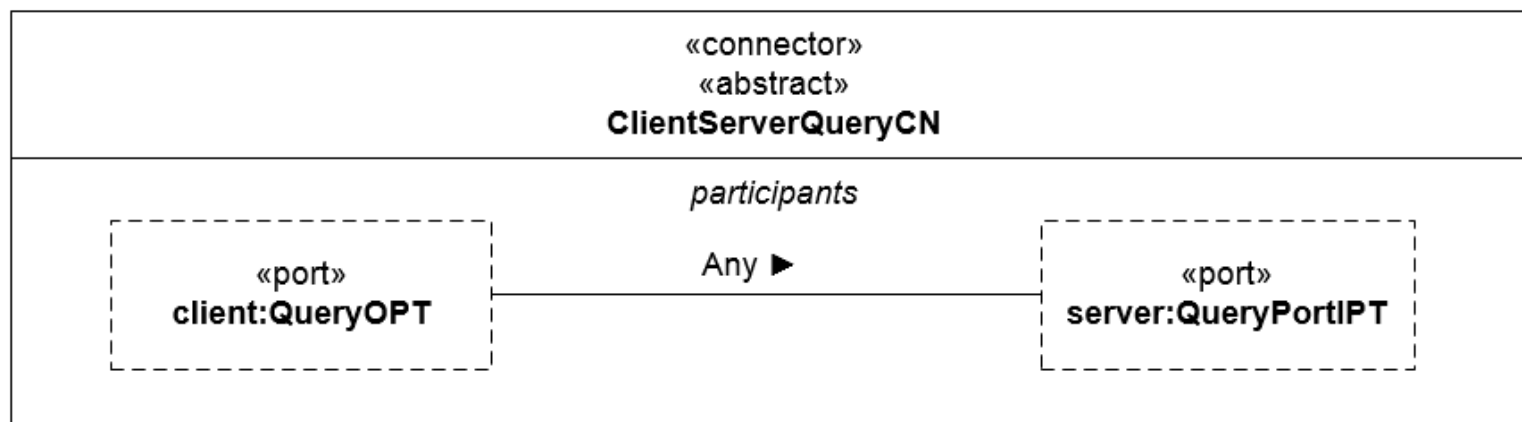 «connector»
«abstract»
ClientServerQueryCN
participants
Any ►
«port»
client:QueryOPT
«port»
server:QueryPortIPT